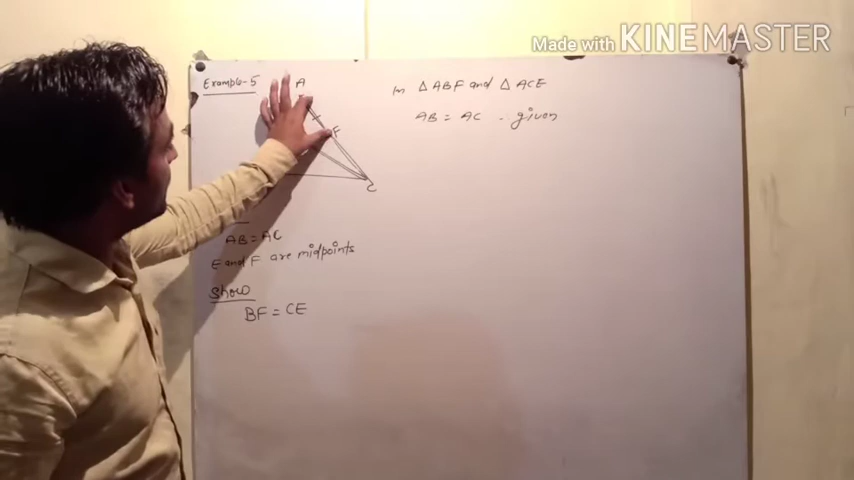 Made with KINEMASTER
Example-5
A
F
C
AB = AC
E and F are midpoints
Show
BF = CE
In △ ABF and △ ACE
AB = AC - given